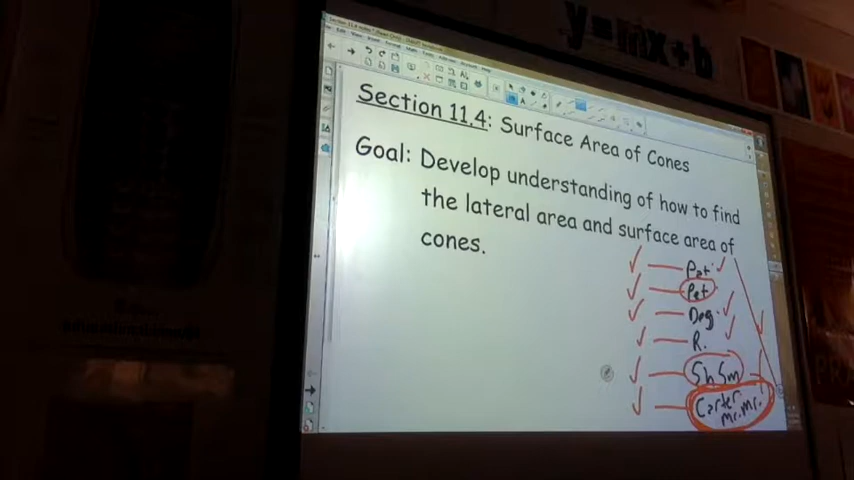 y=mx+b
Section 11.4: Surface Area of Cones
Goal: Develop understanding of how to find
the lateral area and surface area of
cones.
Pat
Pet
Deg.
R.
Sh Sm
Carter
Mr. Mr.